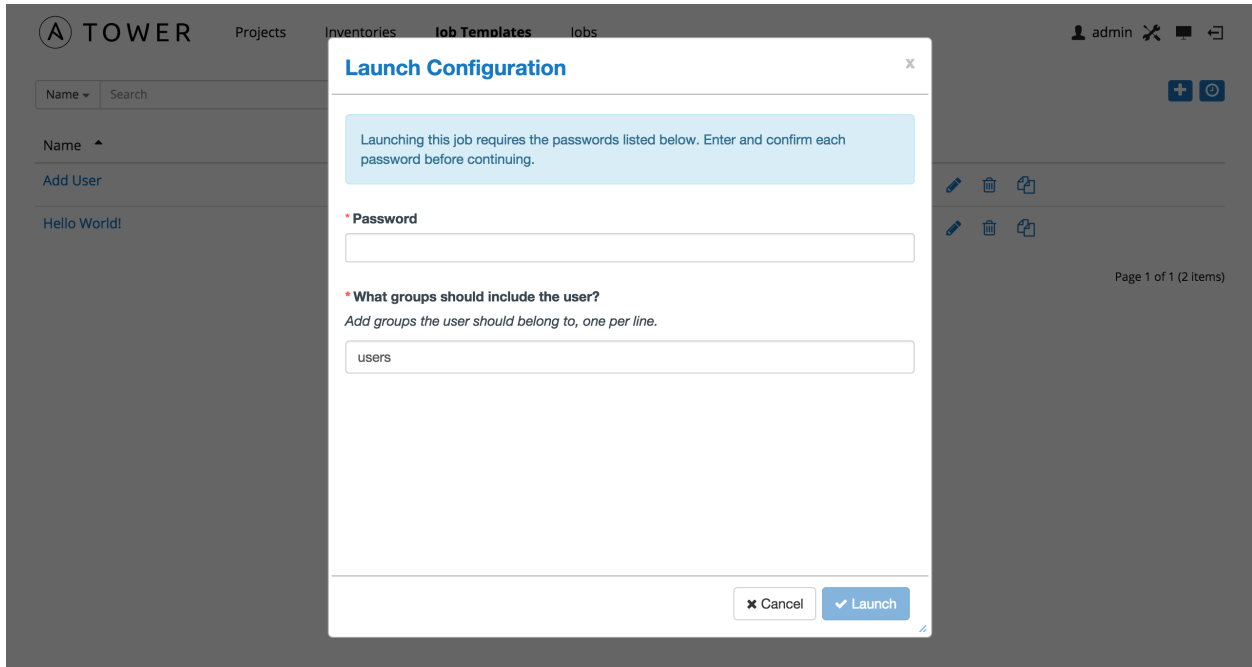 TOWER Projects Inventories Job Templates Jobs admin
Name Search
Name
Add User
Hello World!
Page 1 of 1 (2 items)
Launch Configuration x
Launching this job requires the passwords listed below. Enter and confirm each
password before continuing.
* Password
* What groups should include the user?
Add groups the user should belong to, one per line.
users
Cancel Launch